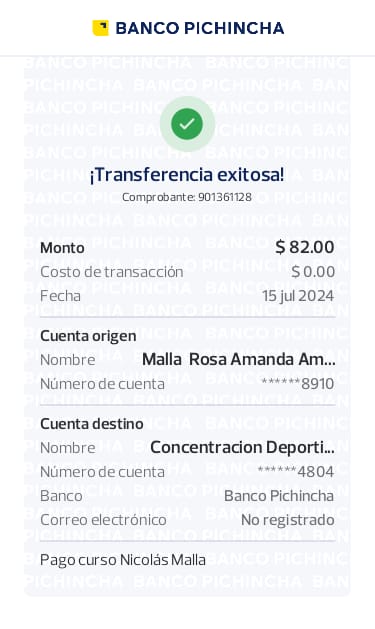 BANCO PICHINCHA
¡Transferencia exitosa!
Comprobante: 901361128
Monto $ 82.00
Costo de transacción $ 0.00
Fecha 15 jul 2024
Cuenta origen
Nombre Malla Rosa Amanda Am...
Número de cuenta ******8910
Cuenta destino
Nombre Concentracion Deporti...
Número de cuenta ******4804
Banco Banco Pichincha
Correo electrónico No registrado
Pago curso Nicolás Malla